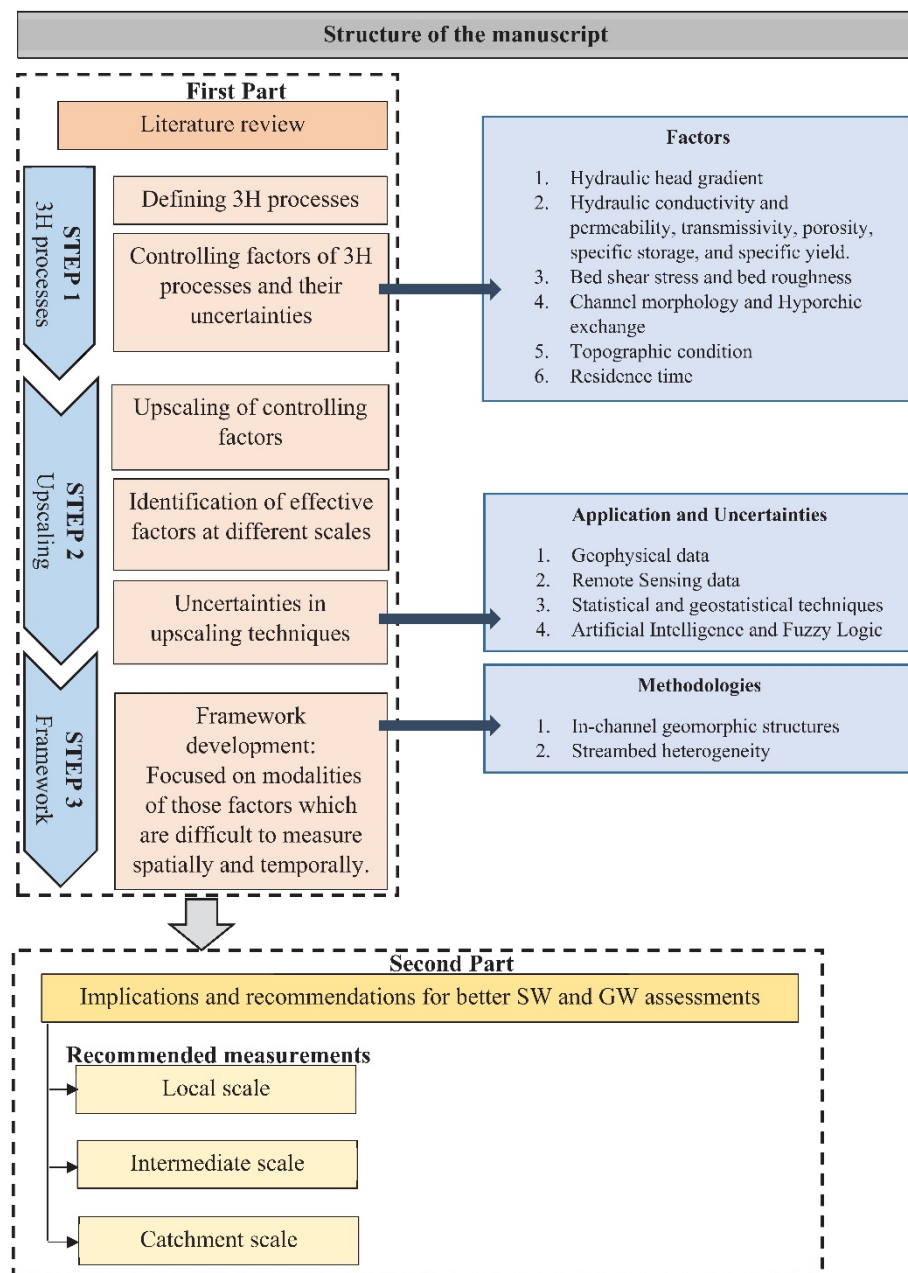 Structure of the manuscript
First Part
Literature review
STEP 1
3H processes
Defining 3H processes
Controlling factors of 3H
processes and their
uncertainties
Factors
1. Hydraulic head gradient
2. Hydraulic conductivity and
permeability, transmissivity, porosity,
specific storage, and specific yield.
3. Bed shear stress and bed roughness
4. Channel morphology and Hyporchic
exchange
5. Topographic condition
6. Residence time
STEP 2
Upscaling
Upscaling of controlling
factors
Identification of effective
factors at different scales
Uncertainties in
upscaling techniques
Application and Uncertainties
1. Geophysical data
2. Remote Sensing data
3. Statistical and geostatistical techniques
4. Artificial Intelligence and Fuzzy Logic
STEP 3
Framework
Framework
development:
Focused on modalities
of those factors which
are difficult to measure
spatially and temporally.
Methodologies
1. In-channel geomorphic structures
2. Streambed heterogeneity
Second Part
Implications and recommendations for better SW and GW assessments
Recommended measurements
Local scale
Intermediate scale
Catchment scale